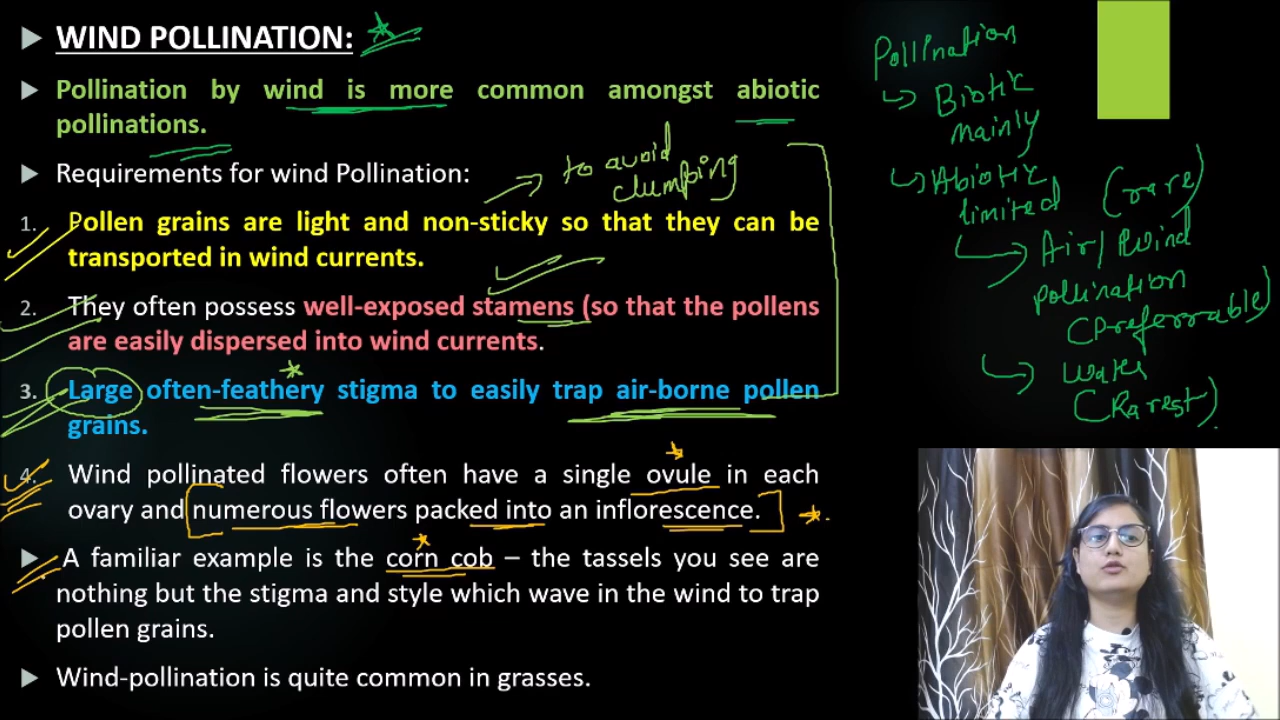 WIND POLLINATION:
Pollination by wind is more common amongst abiotic
pollinations.
Requirements for wind Pollination:
to avoid
clumping
1. Pollen grains are light and non-sticky so that they can be
transported in wind currents.
2. They often possess well-exposed stamens (so that the pollens
are easily dispersed into wind currents.
3. Large often-feathery stigma to easily trap air-borne pollen
grains.
4. Wind pollinated flowers often have a single ovule in each
ovary and numerous flowers packed into an inflorescence.
A familiar example is the corn cob – the tassels you see are
nothing but the stigma and style which wave in the wind to trap
pollen grains.
Wind-pollination is quite common in grasses.
Pollination
Biotic
mainly
Abiotic
limited
(rare)
Air/Wind
pollination
(Preferrable)
Water
(Rarest)